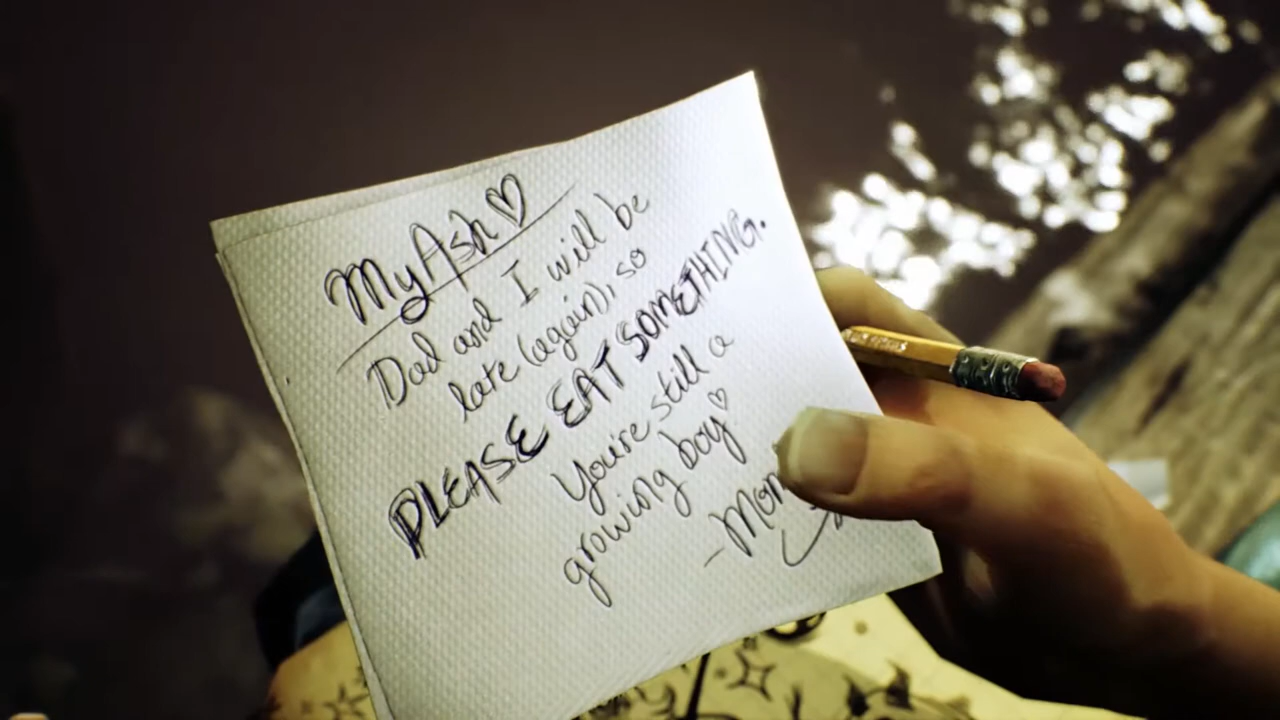 My Ash♡
Dad and I will be
late (again), so
PLEASE EAT SOMETHING.
You're still a
growing boy♡
-Mom